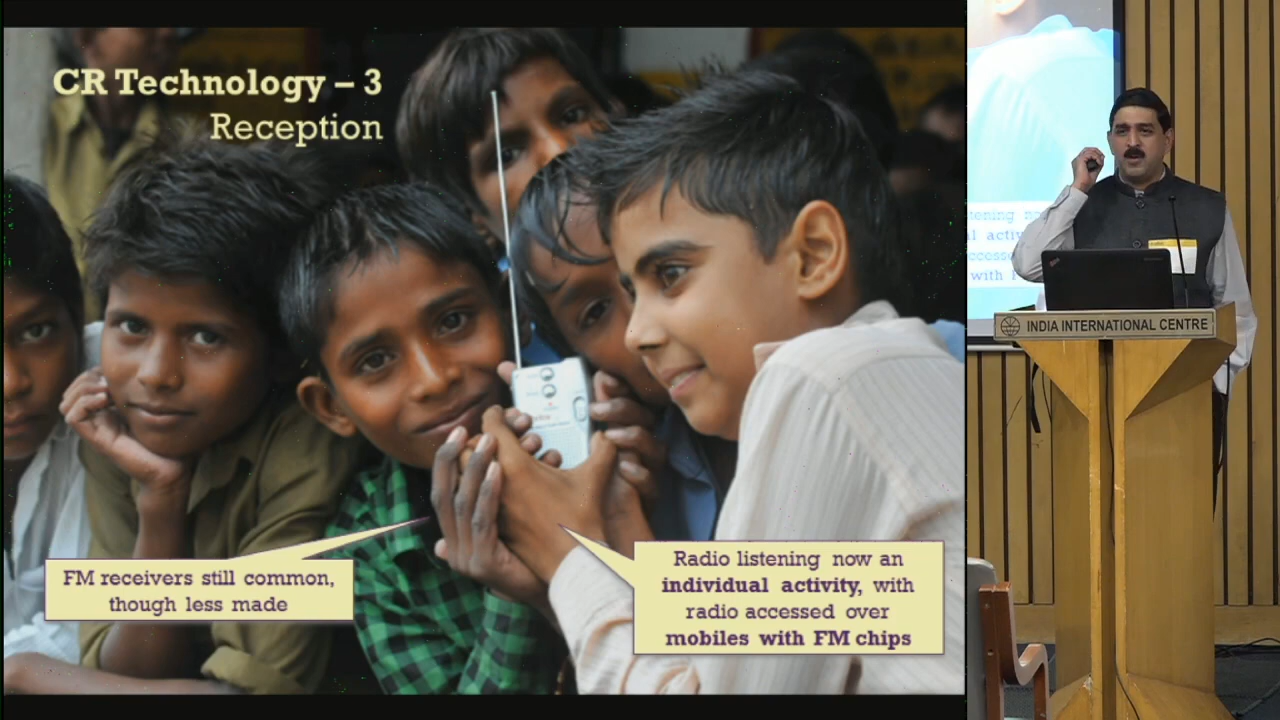 CR Technology – 3
Reception
FM receivers still common,
though less made
Radio listening now an
individual activity, with
radio accessed over
mobiles with FM chips
INDIA INTERNATIONAL CENTRE